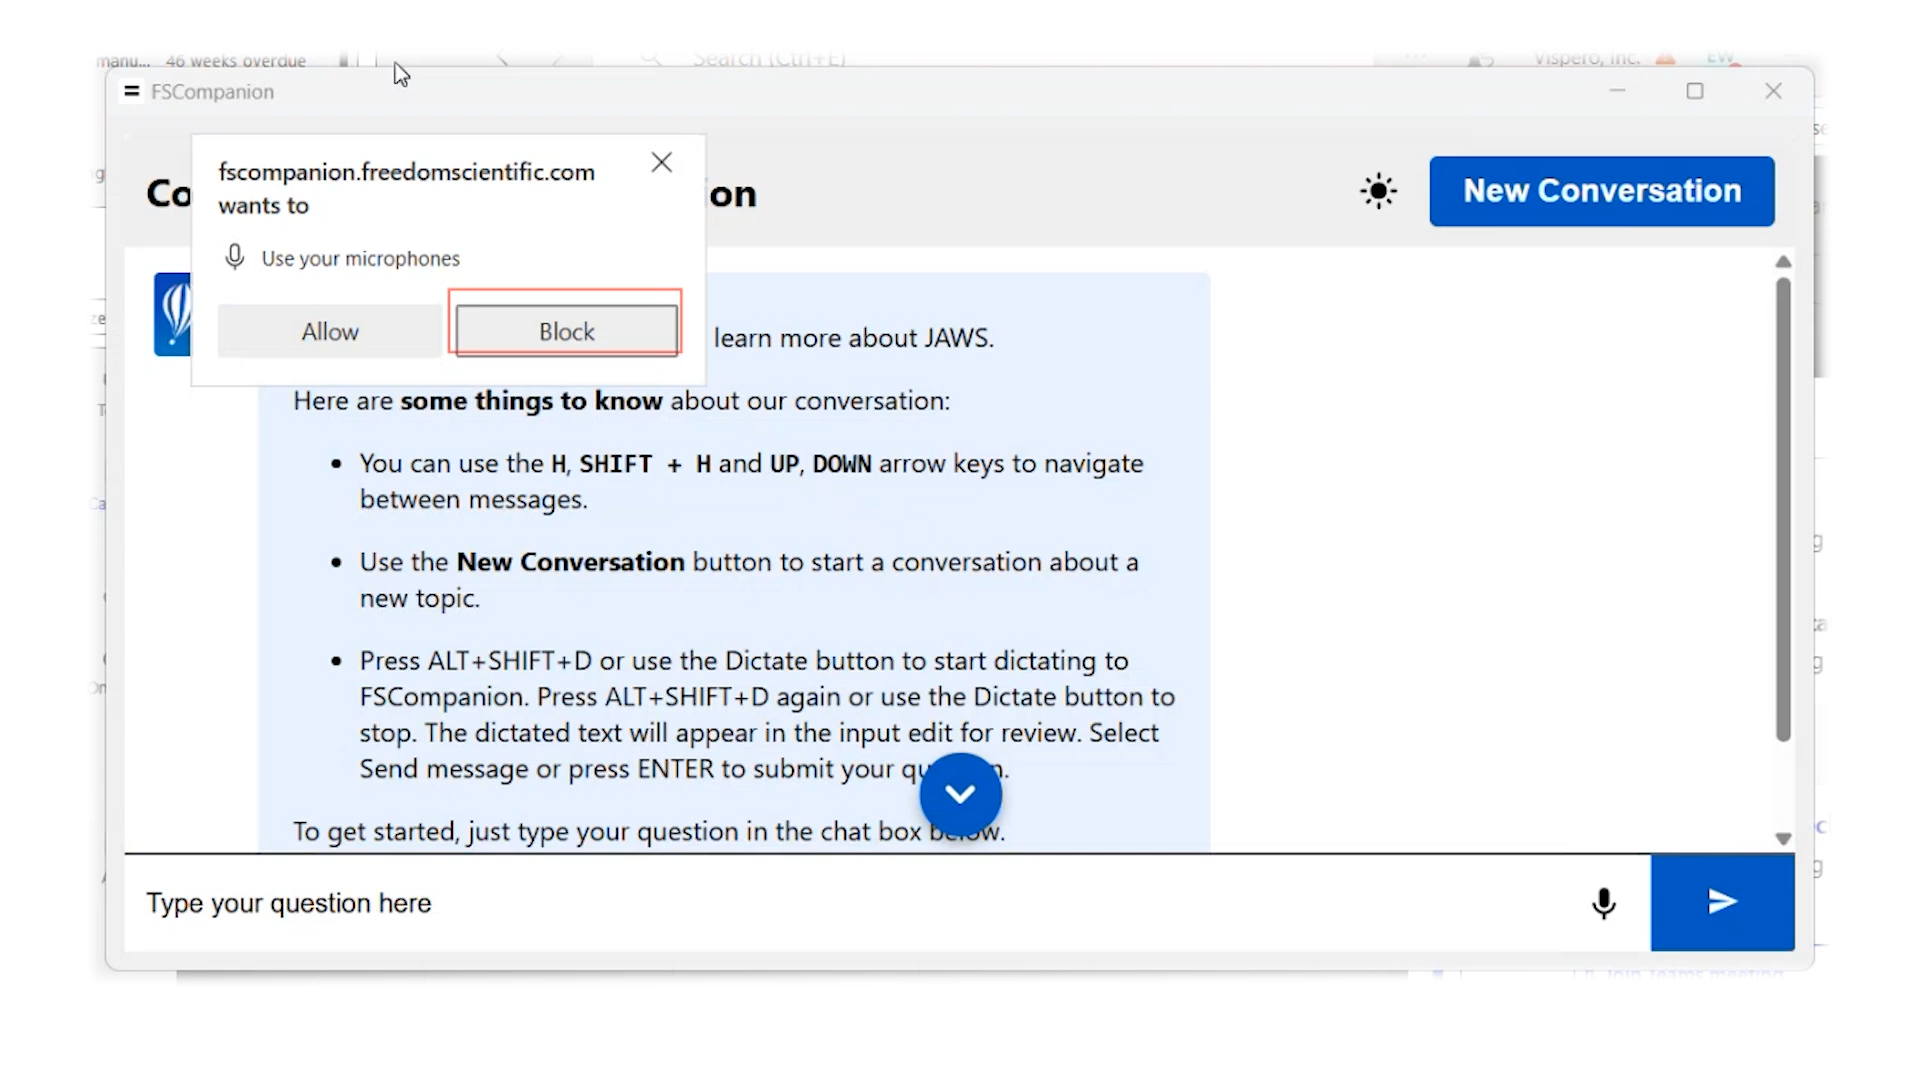 manu... 46 weeks overdue
Search (Ctrl+E)
Vispero, Inc.
EW
FSCompanion
fscompanion.freedomscientific.com
wants to
Use your microphones
Allow
Block
Co
on
New Conversation
learn more about JAWS.
Here are some things to know about our conversation:
• You can use the H, SHIFT + H and UP, DOWN arrow keys to navigate
between messages.
• Use the New Conversation button to start a conversation about a
new topic.
• Press ALT+SHIFT+D or use the Dictate button to start dictating to
FSCompanion. Press ALT+SHIFT+D again or use the Dictate button to
stop. The dictated text will appear in the input edit for review. Select
Send message or press ENTER to submit your qu n.
To get started, just type your question in the chat box below.
Type your question here
Join Teams meeting